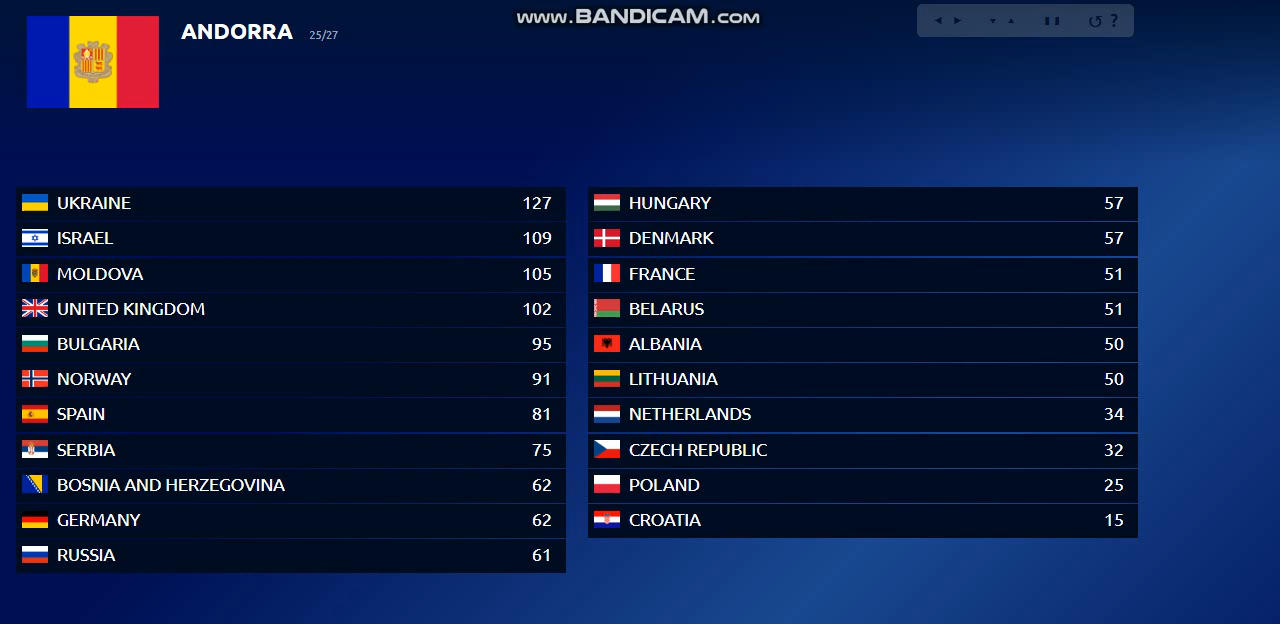 www.BANDICAM.com
ANDORRA 25/27
UKRAINE 127
ISRAEL 109
MOLDOVA 105
UNITED KINGDOM 102
BULGARIA 95
NORWAY 91
SPAIN 81
SERBIA 75
BOSNIA AND HERZEGOVINA 62
GERMANY 62
RUSSIA 61
HUNGARY 57
DENMARK 57
FRANCE 51
BELARUS 51
ALBANIA 50
LITHUANIA 50
NETHERLANDS 34
CZECH REPUBLIC 32
POLAND 25
CROATIA 15